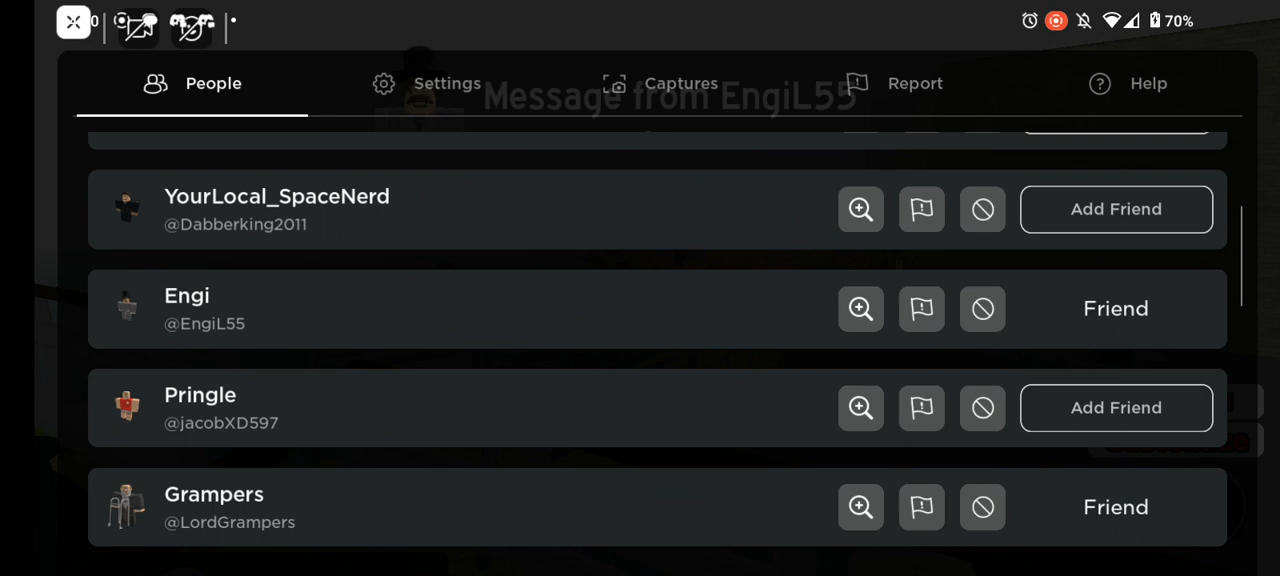 70%
People
Settings
Captures
Report
Help
Message from EngiL55
YourLocal_SpaceNerd
@Dabberking2011
Add Friend
Engi
@EngiL55
Friend
Pringle
@jacobXD597
Add Friend
Grampers
@LordGrampers
Friend